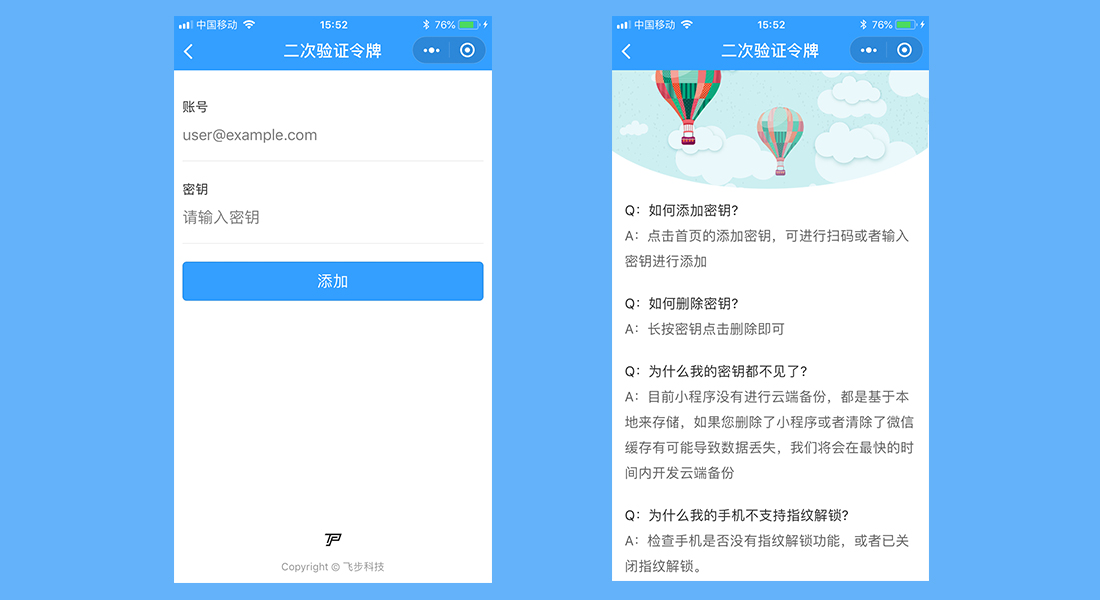 中国移动 15:52 76%
二次验证令牌
账号
user@example.com
密钥
请输入密钥
添加
TP
Copyright © 飞步科技
中国移动 15:52 76%
二次验证令牌
Q：如何添加密钥?
A：点击首页的添加密钥，可进行扫码或者输入
密钥进行添加
Q：如何删除密钥?
A：长按密钥点击删除即可
Q：为什么我的密钥都不见了?
A：目前小程序没有进行云端备份，都是基于本
地来存储，如果您删除了小程序或者清除了微信
缓存有可能导致数据丢失，我们将会在最快的时
间内开发云端备份
Q：为什么我的手机不支持指纹解锁?
A：检查手机是否没有指纹解锁功能，或者已关
闭指纹解锁。